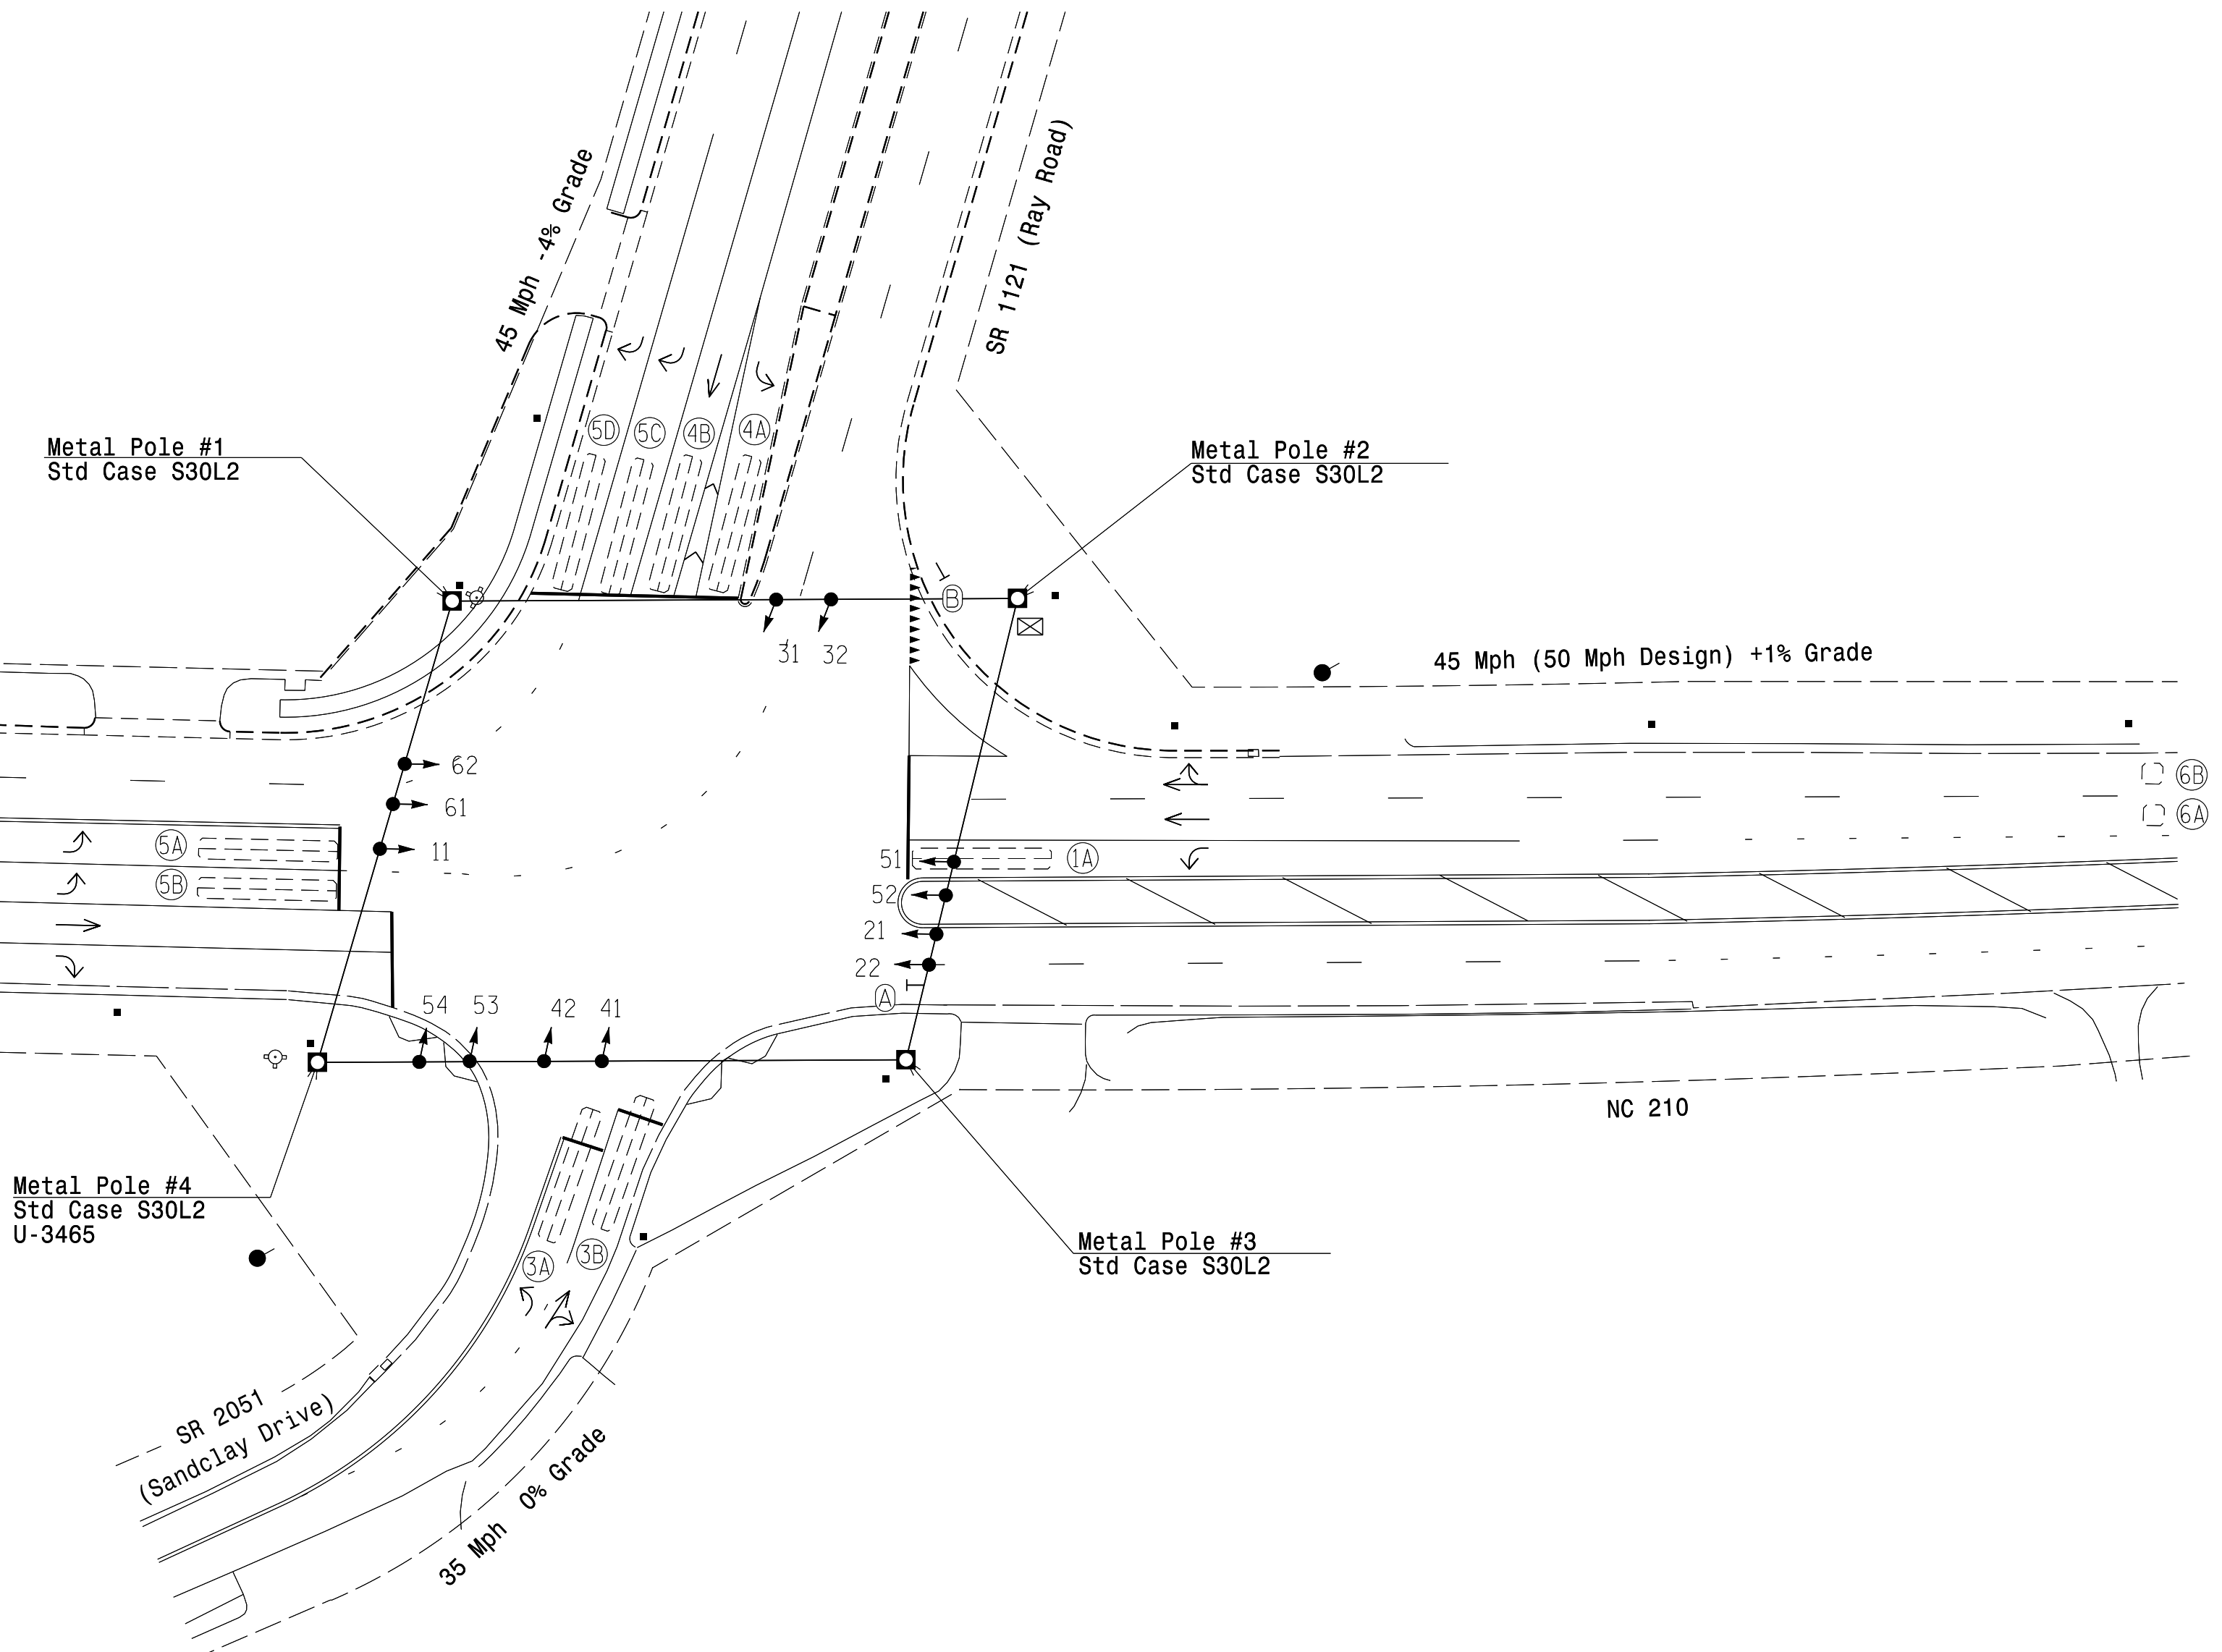 45 Mph -4% Grade
SR 1121 (Ray Road)
5D
5C
4B
4A
Metal Pole #1
Std Case S30L2
Metal Pole #2
Std Case S30L2
B
31
32
45 Mph (50 Mph Design) +1% Grade
62
61
11
6B
6A
5A
5B
51
1A
52
21
22
A
54
53
42
41
NC 210
Metal Pole #4
Std Case S30L2
U-3465
Metal Pole #3
Std Case S30L2
3A
3B
SR 2051
(Sandclay Drive)
35 Mph 0% Grade